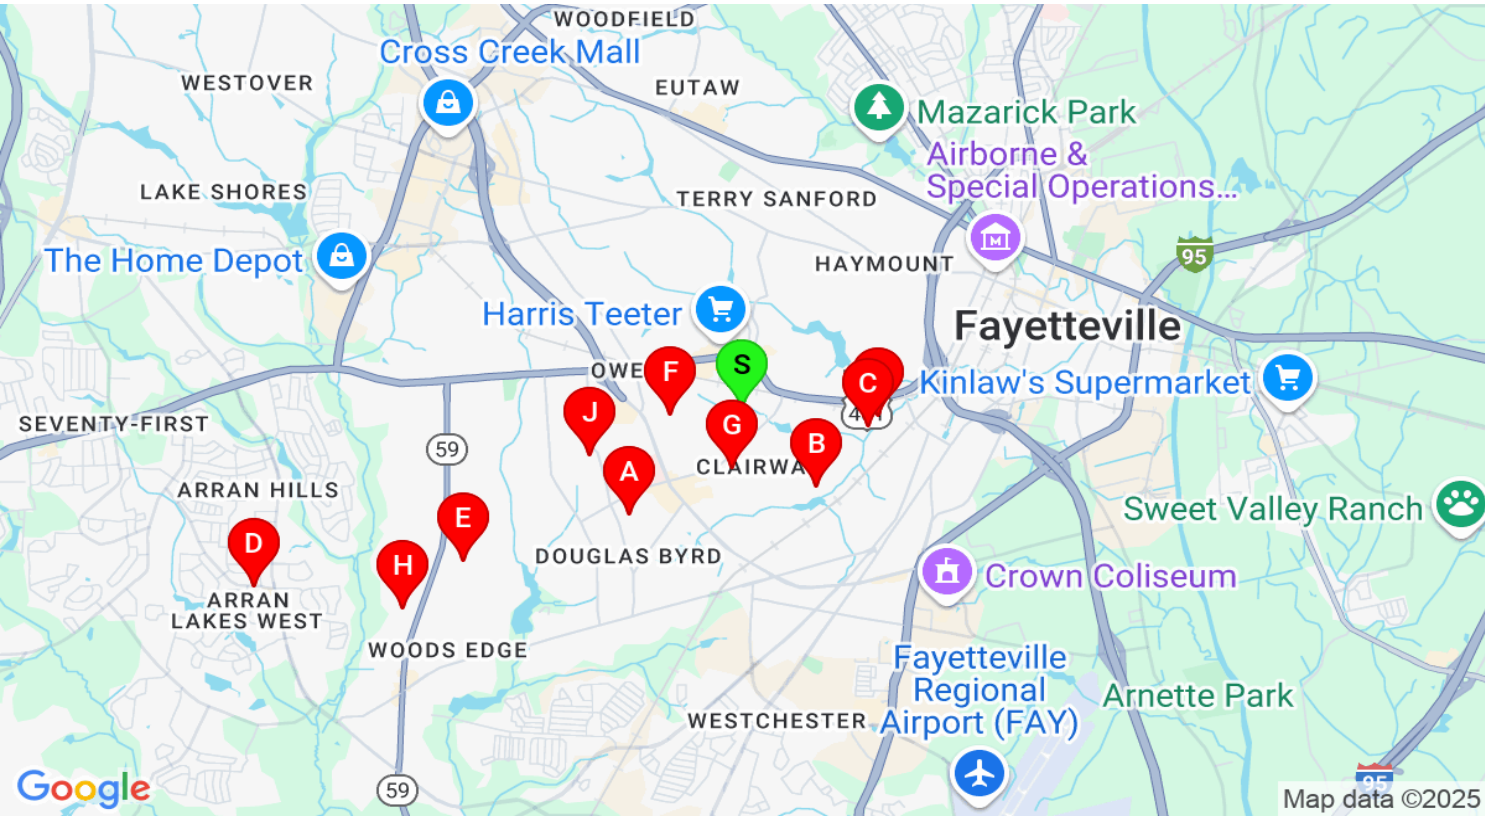 WOODFIELD
Cross Creek Mall
WESTOVER
EUTAW
Mazarick Park
Airborne &
Special Operations...
LAKE SHORES
TERRY SANFORD
HAYMOUNT
95
The Home Depot
Harris Teeter
Fayetteville
S
OWE
F
C
Kinlaw's Supermarket
J
G
B
SEVENTY-FIRST
59
A
CLAIRWA
ARRAN HILLS
E
Sweet Valley Ranch
D
H
DOUGLAS BYRD
Crown Coliseum
ARRAN
LAKES WEST
WOODS EDGE
Fayetteville
Regional
Airport (FAY)
Arnette Park
WESTCHESTER
Google
59
95
Map data ©2025